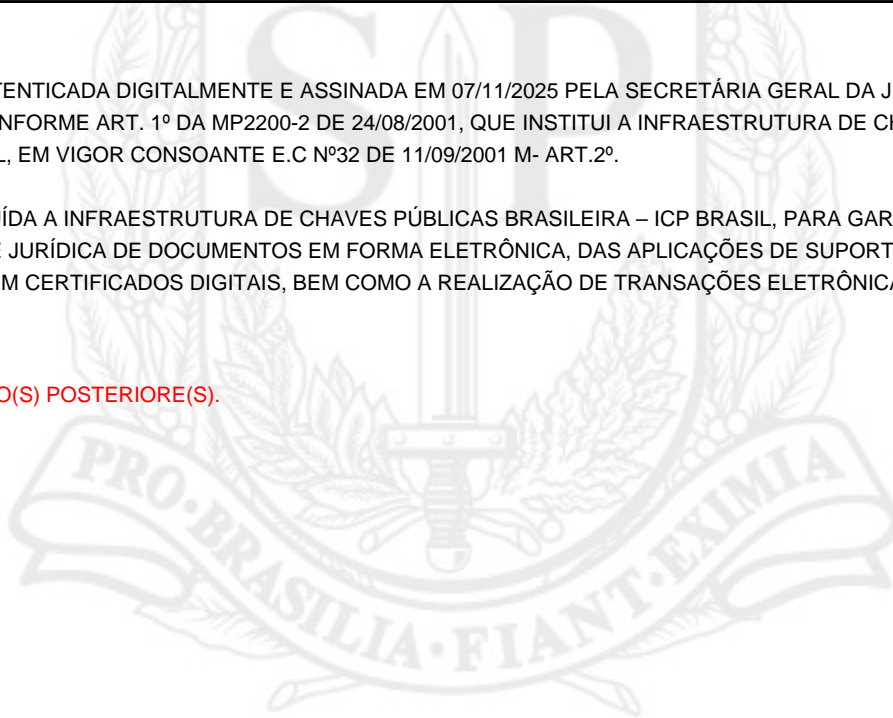 TENTICADA DIGITALMENTE E ASSINADA EM 07/11/2025 PELA SECRETÁRIA GERAL DA J
NFORME ART. 1º DA MP2200-2 DE 24/08/2001, QUE INSTITUI A INFRAESTRUTURA DE CH
L, EM VIGOR CONSOANTE E.C Nº32 DE 11/09/2001 M- ART.2º.
UÍDA A INFRAESTRUTURA DE CHAVES PÚBLICAS BRASILEIRA – ICP BRASIL, PARA GAR
E JURÍDICA DE DOCUMENTOS EM FORMA ELETRÔNICA, DAS APLICAÇÕES DE SUPORT
M CERTIFICADOS DIGITAIS, BEM COMO A REALIZAÇÃO DE TRANSAÇÕES ELETRÔNICA
O(S) POSTERIORE(S).
SP
PRO·BRASILIA·FIANT·EXIMIA